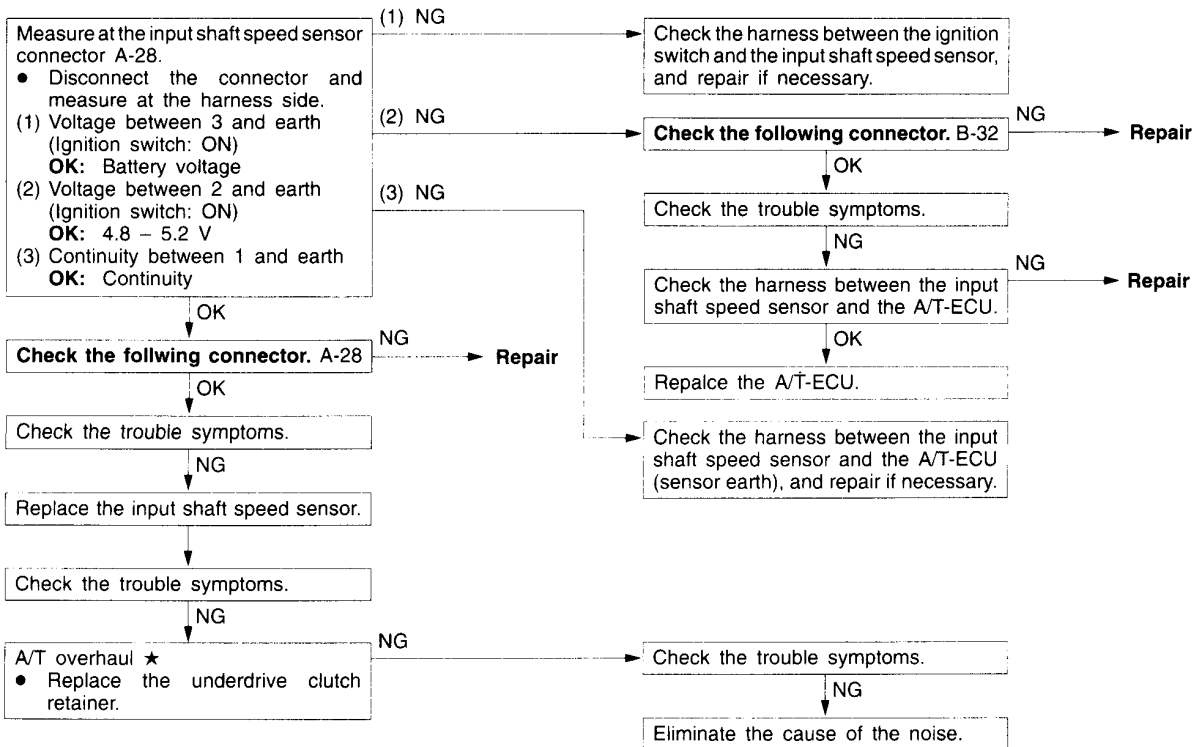 Measure at the input shaft speed sensor
connector A-28.
● Disconnect the connector and
measure at the harness side.
(1) Voltage between 3 and earth
(Ignition switch: ON)
OK: Battery voltage
(2) Voltage between 2 and earth
(Ignition switch: ON)
OK: 4.8 – 5.2 V
(3) Continuity between 1 and earth
OK: Continuity
(1) NG
Check the harness between the ignition
switch and the input shaft speed sensor,
and repair if necessary.
(2) NG
Check the following connector. B-32
NG
Repair
OK
Check the trouble symptoms.
NG
Check the harness between the input
shaft speed sensor and the A/T-ECU.
NG
Repair
OK
Repalce the A/T-ECU.
(3) NG
Check the harness between the input
shaft speed sensor and the A/T-ECU
(sensor earth), and repair if necessary.
OK
Check the follwing connector. A-28
NG
Repair
OK
Check the trouble symptoms.
NG
Replace the input shaft speed sensor.
Check the trouble symptoms.
NG
A/T overhaul ★
● Replace the underdrive clutch
retainer.
NG
Check the trouble symptoms.
NG
Eliminate the cause of the noise.